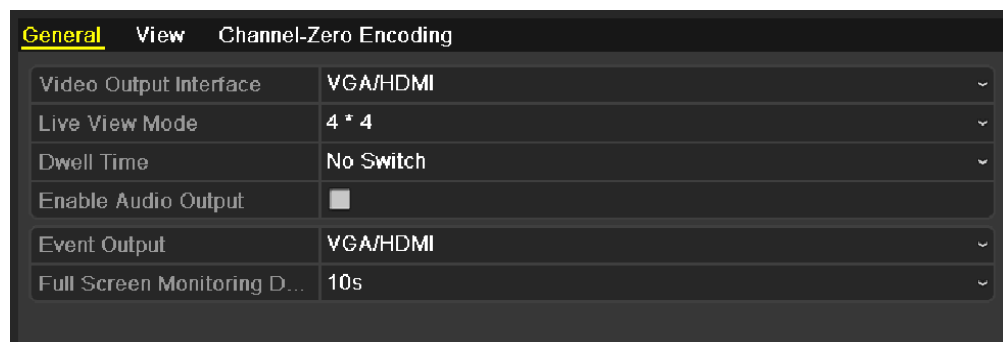 General View Channel-Zero Encoding
Video Output Interface VGA/HDMI
Live View Mode 4 * 4
Dwell Time No Switch
Enable Audio Output
Event Output VGA/HDMI
Full Screen Monitoring D... 10s